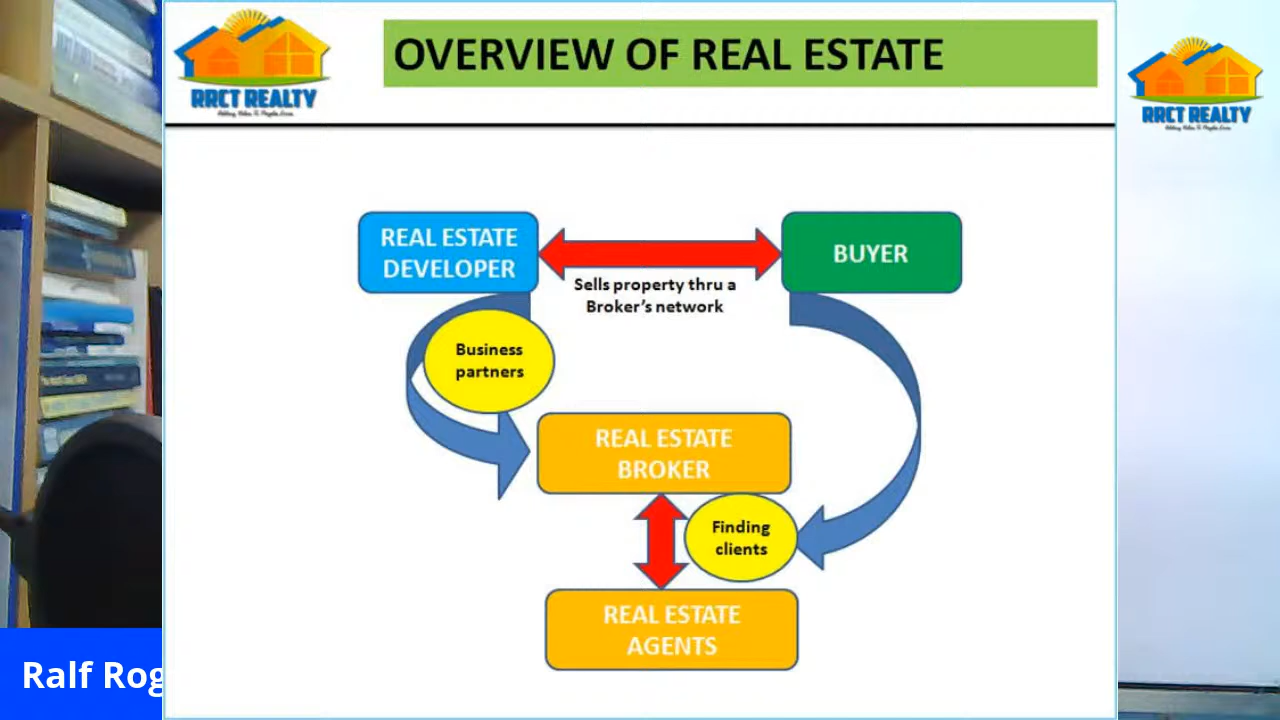 OVERVIEW OF REAL ESTATE
RRCT REALTY
RRCT REALTY
REAL ESTATE
DEVELOPER
BUYER
Sells property thru a
Broker's network
Business
partners
REAL ESTATE
BROKER
Finding
clients
REAL ESTATE
AGENTS
Ralf Rog